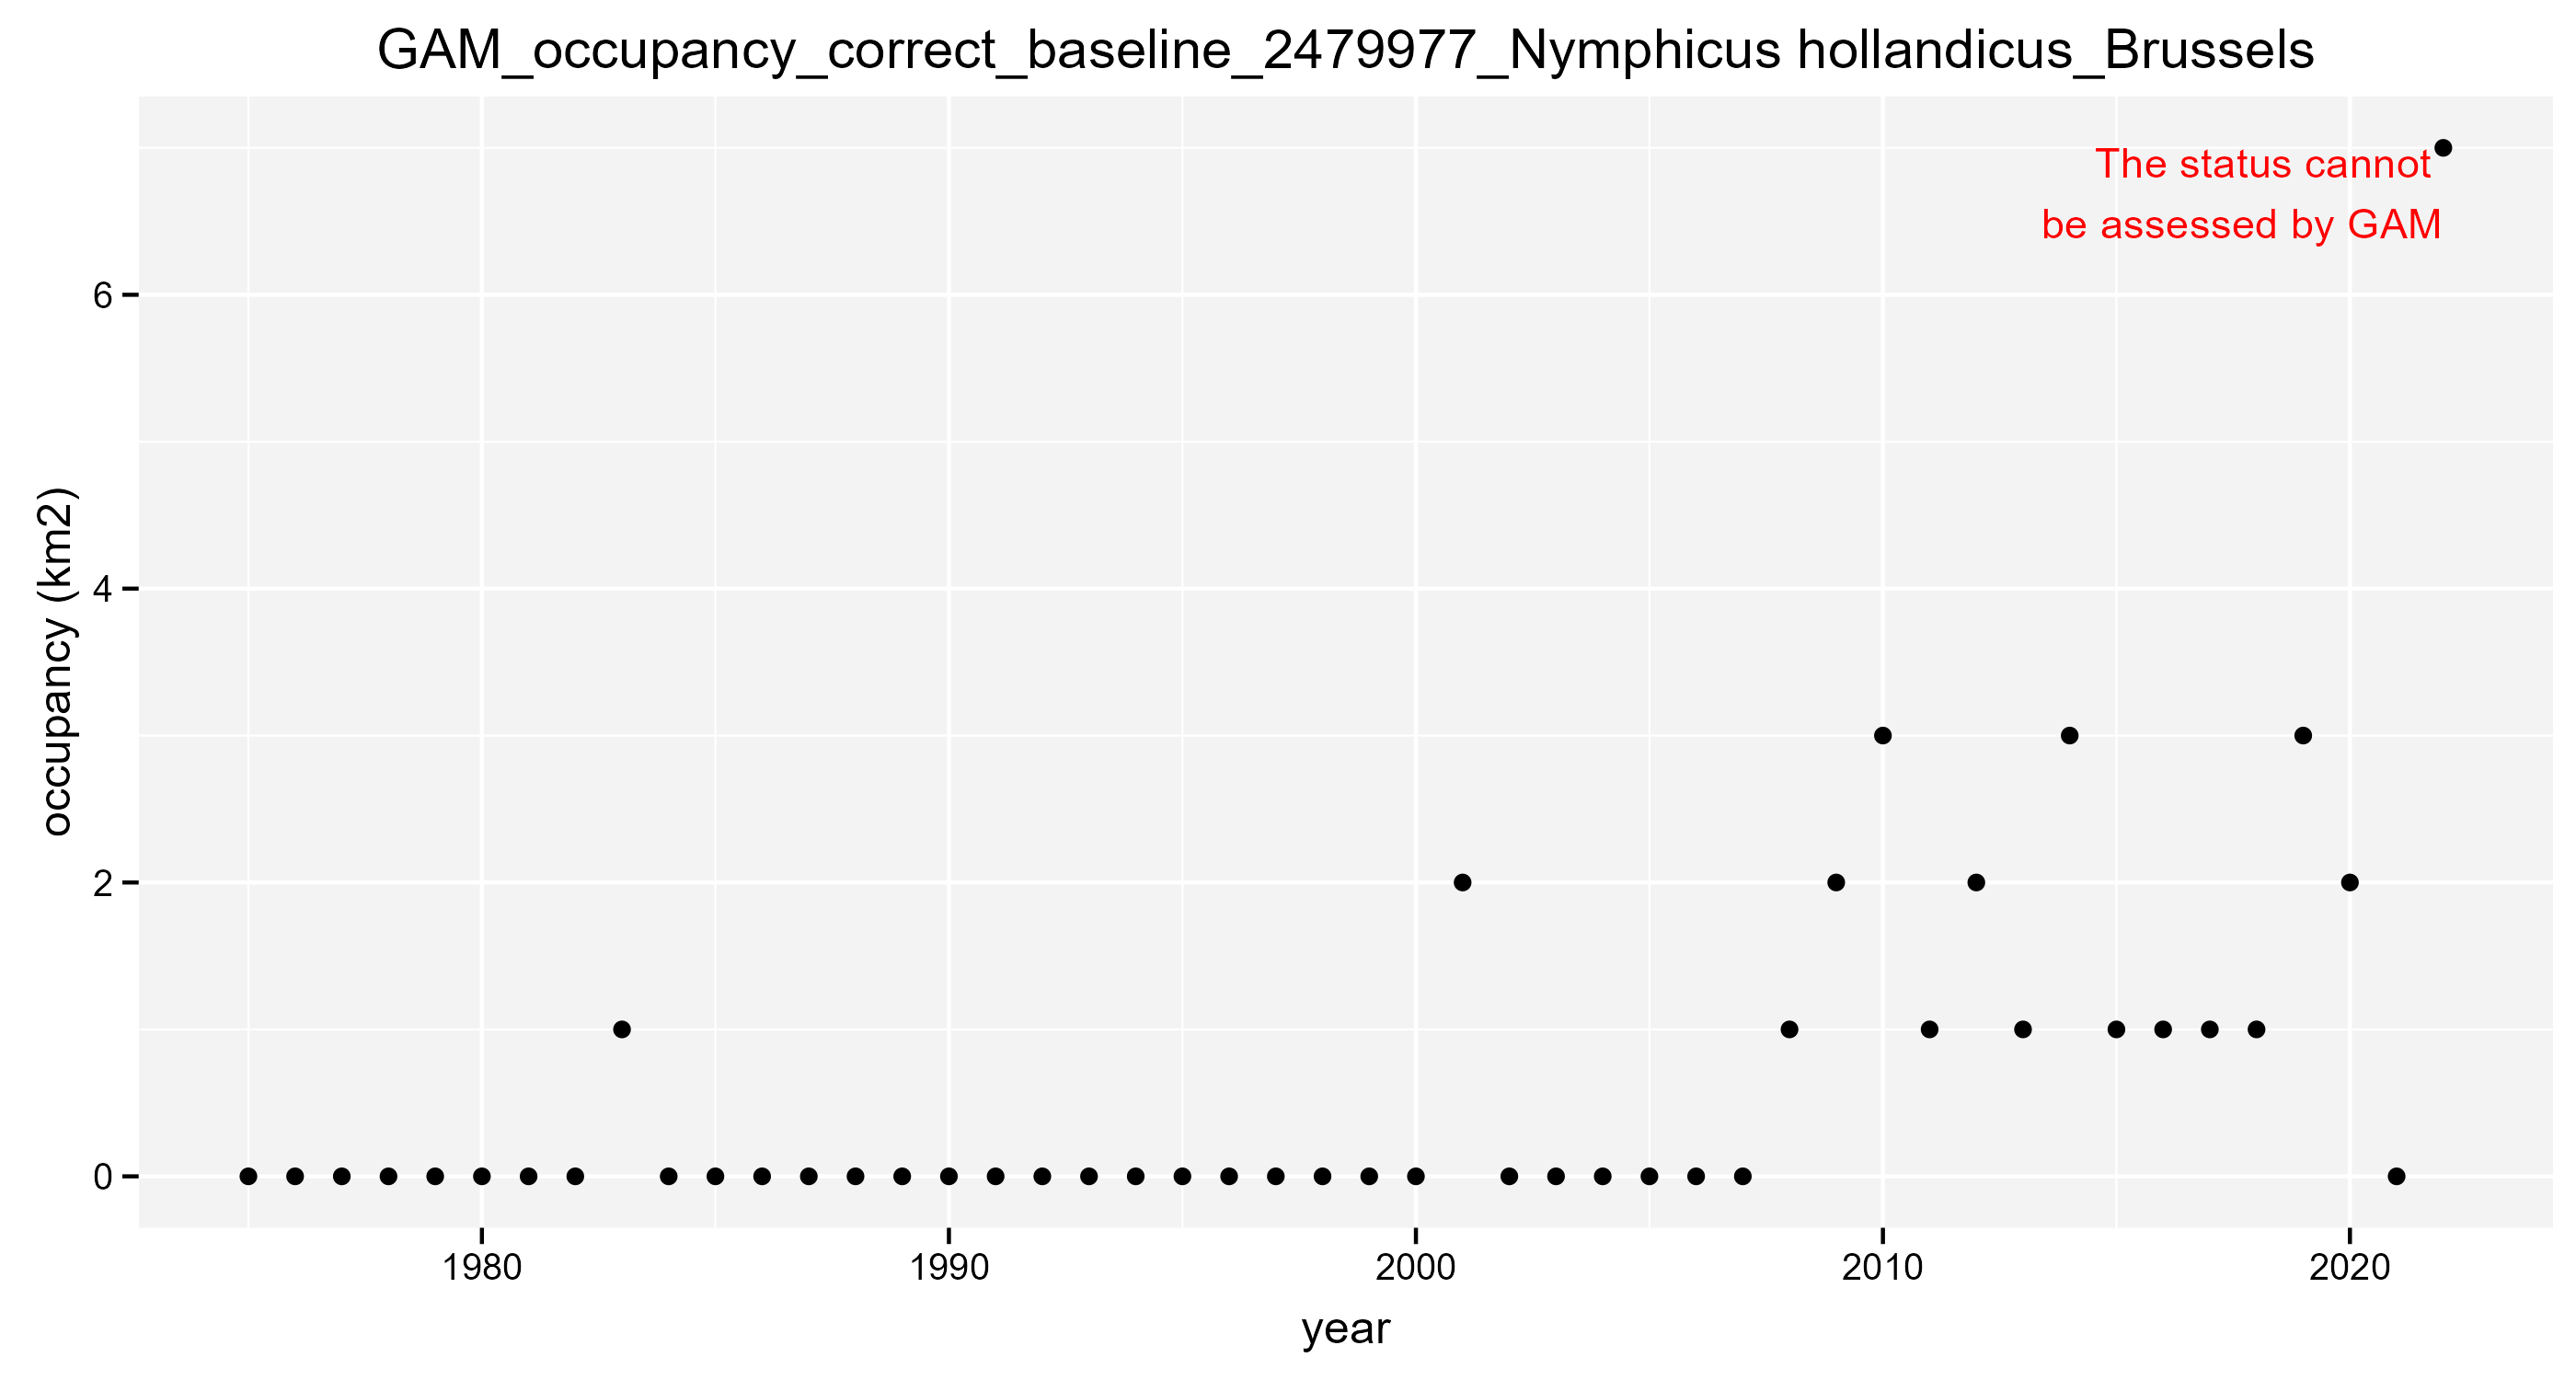 GAM_occupancy_correct_baseline_2479977_Nymphicus hollandicus_Brussels
The status cannot
be assessed by GAM
6
4
2
0
occupancy (km2)
1980
1990
2000
2010
2020
year